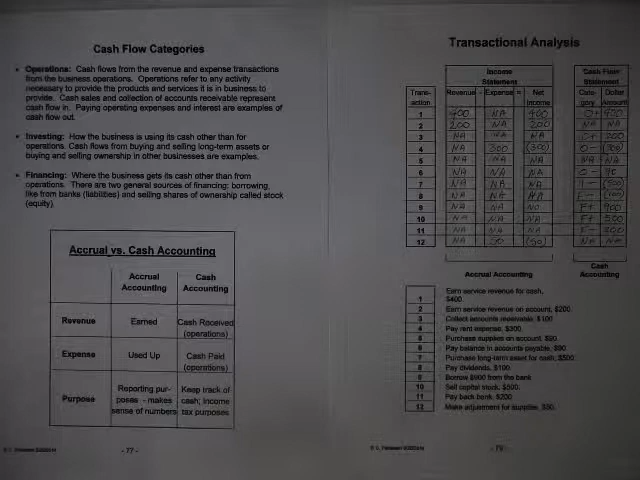 Cash Flow Categories
• Operations: Cash flows from the revenue and expense transactions
from the business operations. Operations refer to any activity
necessary to provide the products and services it is in business to
provide. Cash sales and collection of accounts receivable represent
cash flow in. Paying operating expenses and interest are examples of
cash flow out.
• Investing: How the business is using its cash other than for
operations. Cash flows from buying and selling long-term assets or
buying and selling ownership in other businesses are examples.
• Financing: Where the business gets its cash other than from
operations. There are two general sources of financing: borrowing,
like from banks (liabilities) and selling shares of ownership called stock
(equity).
Accrual vs. Cash Accounting
Accrual Cash
Accounting Accounting
Revenue Earned Cash Received
(operations)
Expense Used Up Cash Paid
(operations)
Reporting pur- Keep track of
Purpose poses - makes cash; income
sense of numbers tax purposes
- 77 -
Transactional Analysis
Income Cash Flow
Statement Statement
Trans- Revenue - Expense = Net Cate- Dollar
action Income gory Amount
1 400 NA 400 O+ 400
2 200 NA 200 NA NA
3 NA NA NA O+
4 NA 300 (300) O- (300)
5 NA NA NA NA NA
6 NA NA NA O- 90
7 NA NA NA I- (500)
8 NA NA NA F-
9 NA NA F+ 900
10 NA NA NA F+ 500
11 NA NA NA F- 200
12 NA 50 (50) NA NA
Accrual Accounting Cash
Accounting
1 Earn service revenue for cash,
$400.
2 Earn service revenue on account, $200.
3 Collect accounts receivable, $100
4 Pay rent expense, $300.
5 Purchase supplies on account, $90.
6 Pay balance in accounts payable, $90
7 Purchase long-term asset for cash, $500.
8 Pay dividends, $100
9 Borrow $900 from the bank
10 Sell capital stock, $500.
11 Pay back bank, $200
12 Make adjustment for supplies, $50.